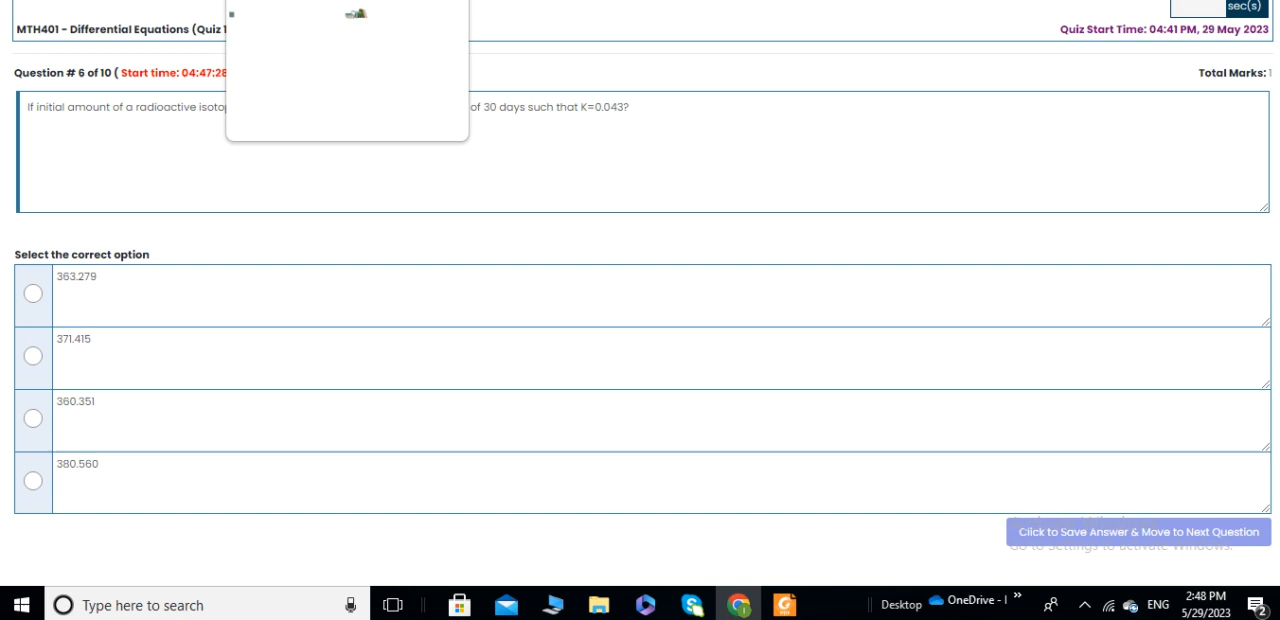 sec(s)
MTH401 - Differential Equations (Quiz
Quiz Start Time: 04:41 PM, 29 May 2023
Question # 6 of 10 ( Start time: 04:47:28
Total Marks: 1
If initial amount of a radioactive of 30 days such that K=0.043?
Select the correct option
363.279
371.415
360.351
380.560
Click to Save Answer & Move to Next Question
Go to Settings to activate Windows.
Type here to search
Desktop
OneDrive -
ENG
2:48 PM
5/29/2023
2